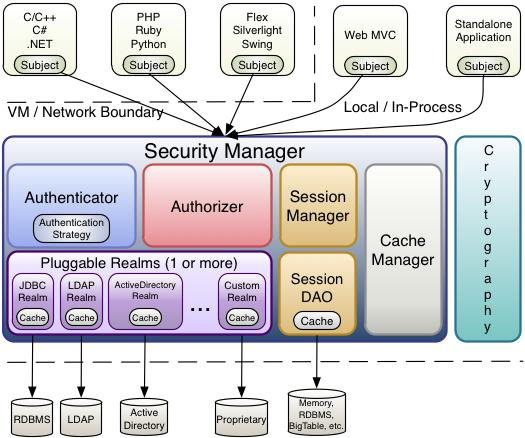 C/C++
C#
.NET
Subject
PHP
Ruby
Python
Subject
Flex
Silverlight
Swing
Subject
Web MVC
Subject
Standalone
Application
Subject
VM / Network Boundary
Local / In-Process
Security Manager
Authenticator
Authentication
Strategy
Authorizer
Session
Manager
Cache
Manager
Cryptography
Pluggable Realms (1 or more)
JDBC
Realm
Cache
LDAP
Realm
Cache
ActiveDirectory
Realm
Cache
...
Custom
Realm
Cache
Session
DAO
Cache
RDBMS
LDAP
Active
Directory
Proprietary
Memory,
RDBMS,
BigTable, etc.